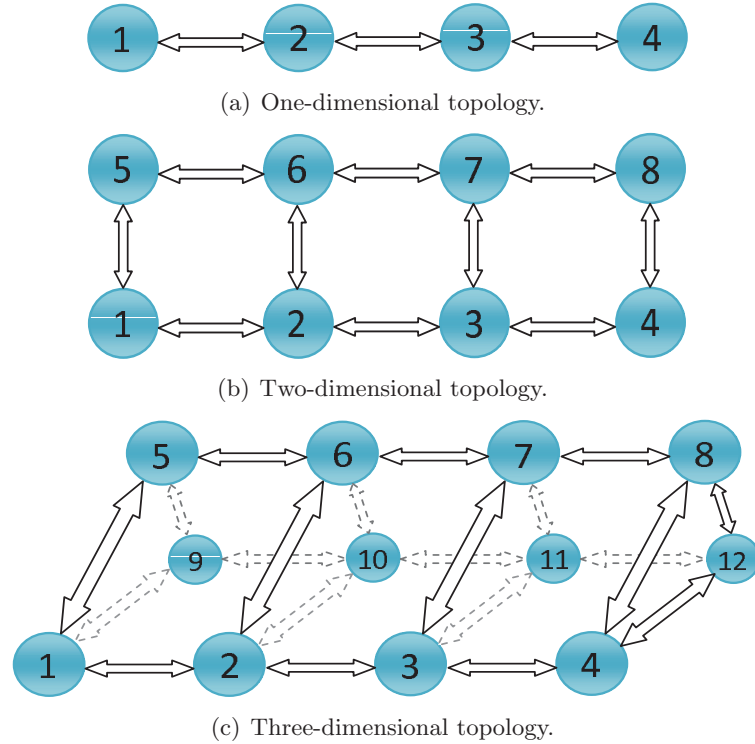 1 2 3 4
(a) One-dimensional topology.
5 6 7 8
1 2 3 4
(b) Two-dimensional topology.
5 6 7 8
9 10 11 12
1 2 3 4
(c) Three-dimensional topology.